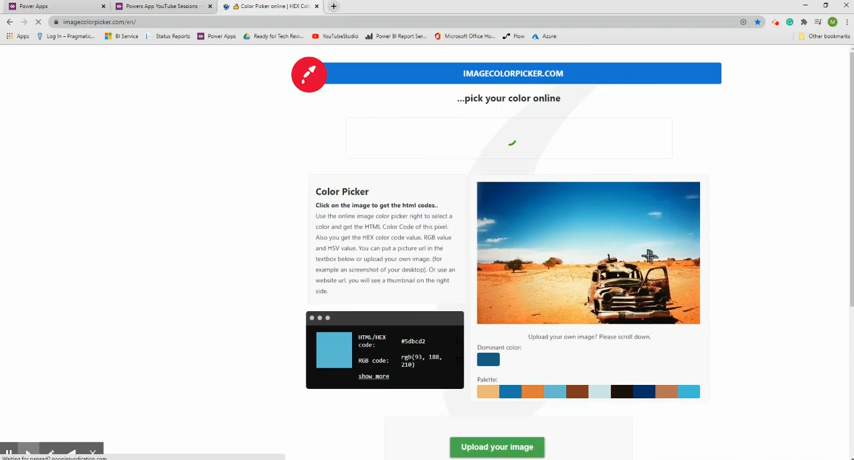 Power Apps
Powers App YouTube Sessions -
Color Picker online | HEX Co
imagecolorpicker.com/en/
Apps
Log In – Pragmatic...
BI Service
Status Reports
Power Apps
Ready for Tech Rev...
YouTubeStudio
Power BI Report Ser...
Microsoft Office Ho...
Flow
Azure
Other bookmarks
IMAGECOLORPICKER.COM
...pick your color online
Color Picker
Click on the image to get the html codes..
Use the online image color picker right to select a
color and get the HTML Color Code of this pixel.
Also you get the HEX color code value, RGB value
and HSV value. You can put a picture url in the
textbox below or upload your own image. (for
example an screenshot of your desktop). Or use an
website url, you will see a thumbnail on the right
side.
HTML/HEX
code:
#5dbcd2
RGB code:
rgb(93, 188,
210)
show more
Upload your own image? Please scroll down.
Dominant color:
Palette:
Upload your image